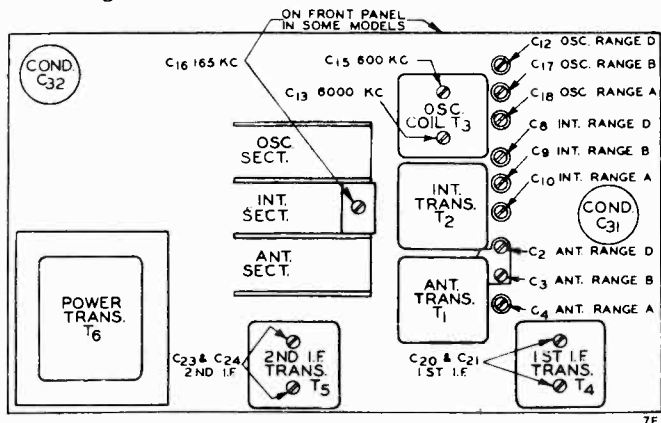 ON FRONT PANEL
IN SOME MODELS
C16 165 KC
C15 600 KC
C13 6000 KC
C12 OSC. RANGE D
C17 OSC. RANGE B
C18 OSC RANGE A
C8 INT. RANGE D
C9 INT. RANGE B
C10 INT. RANGE A
COND.
C32
OSC.
COIL T3
OSC.
SECT.
INT.
SECT.
ANT.
SECT.
INT.
TRANS.
T2
COND.
C31
C2 ANT. RANGE D
C3 ANT. RANGE B
C4 ANT. RANGE A
ANT.
TRANS.
T1
POWER
TRANS.
T6
C23 & C24
2ND I.F
2ND I.F
TRANS.
T5
C20 & C21
1ST I.F
1ST I.F
TRANS.
T4
7F